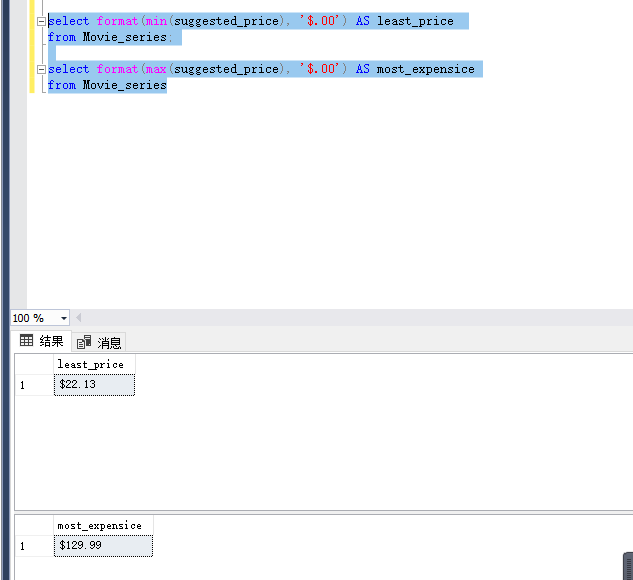 select format(min(suggested_price), '$.00') AS least_price
from Movie_series;
select format(max(suggested_price), '$.00') AS most_expensice
from Movie_series
100 %
结果 消息
least_price
1 $22.13
most_expensice
1 $129.99